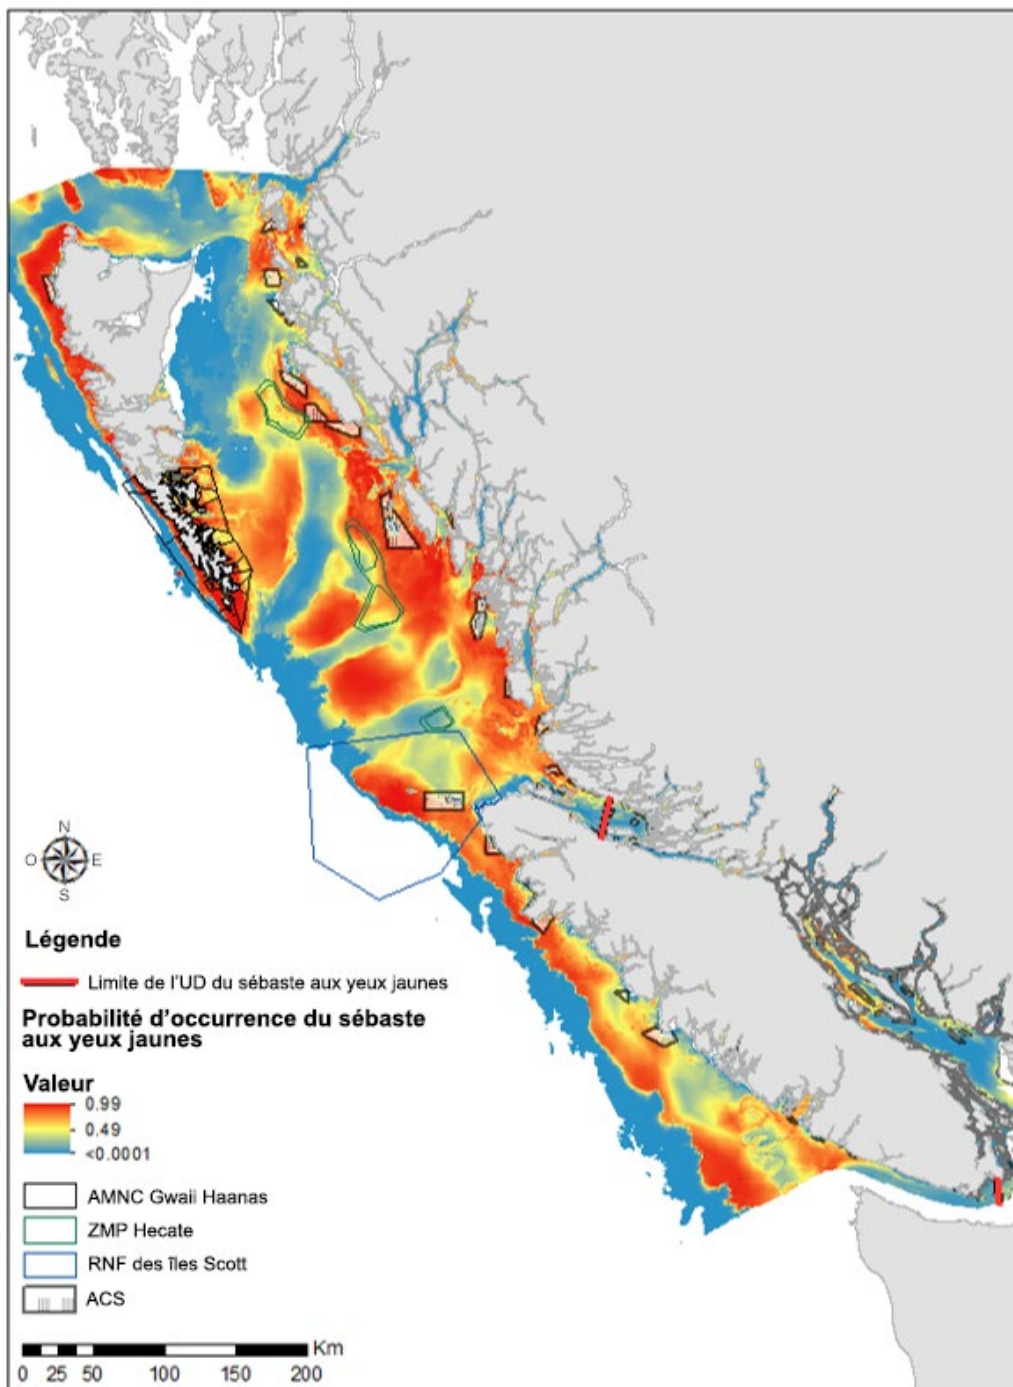 N
O
E
S
Légende
Limite de l'UD du sébaste aux yeux jaunes
Probabilité d'occurrence du sébaste
aux yeux jaunes
Valeur
0.99
0.49
<0.0001
AMNC Gwaii Haanas
ZMP Hecate
RNF des îles Scott
ACS
Km
0 25 50 100 150 200